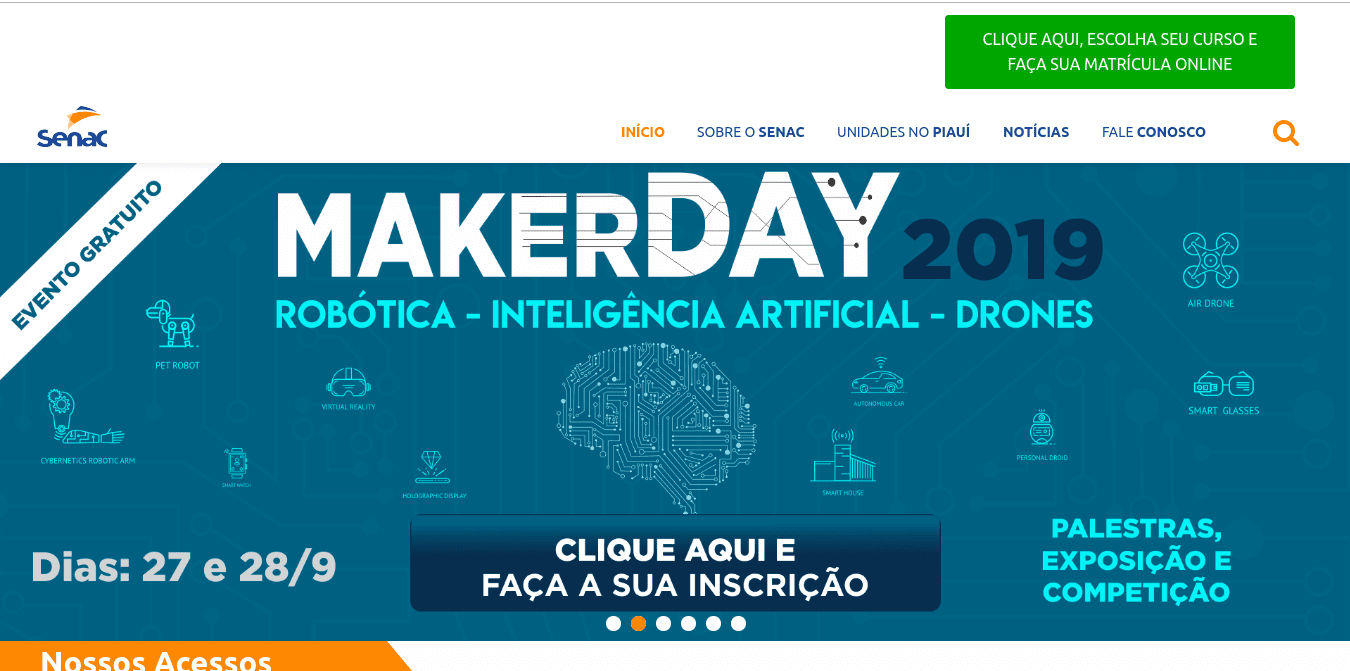 CLIQUE AQUI, ESCOLHA SEU CURSO E
FAÇA SUA MATRÍCULA ONLINE
Senac
INÍCIO SOBRE O SENAC UNIDADES NO PIAUÍ NOTÍCIAS FALE CONOSCO
EVENTO GRATUITO
MAKERDAY 2019
ROBÓTICA - INTELIGÊNCIA ARTIFICIAL - DRONES
AIR DRONE
PET ROBOT
VIRTUAL REALITY
AUTONOMOUS CAR
SMART GLASSES
CYBERNETICS ROBOTIC ARM
SMART WATCH
HOLOGRAPHIC DISPLAY
SMART HOUSE
PERSONAL DROID
Dias: 27 e 28/9
CLIQUE AQUI E
FAÇA A SUA INSCRIÇÃO
PALESTRAS,
EXPOSIÇÃO E
COMPETIÇÃO
Nossos Acessos